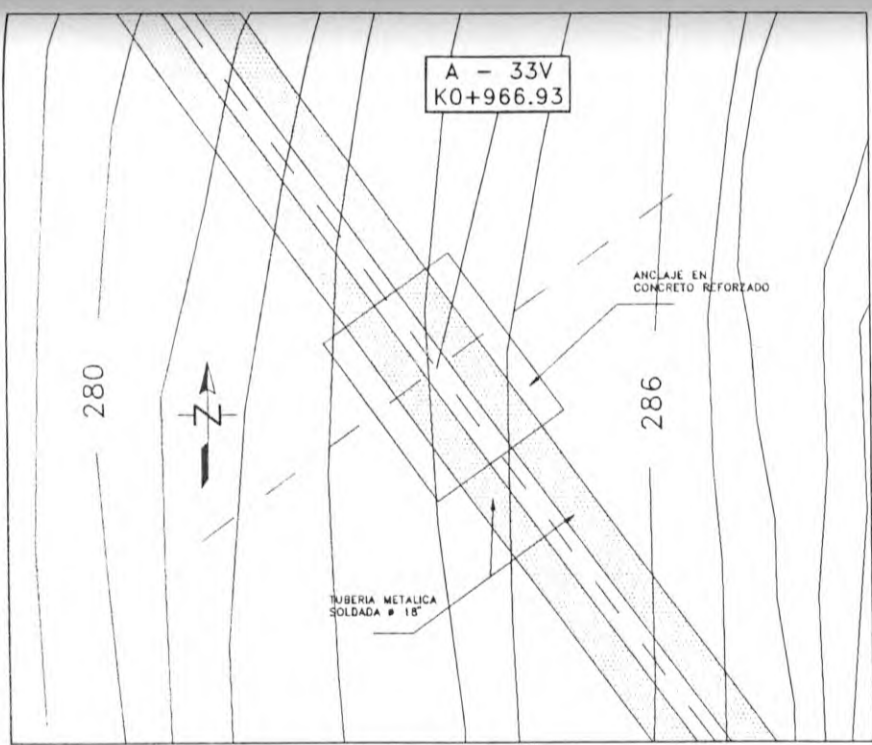 A - 33V
K0+966.93
ANCLAJE EN
CONCRETO REFORZADO
280
Z
286
TUBERIA METALICA
SOLDADA ø 18"